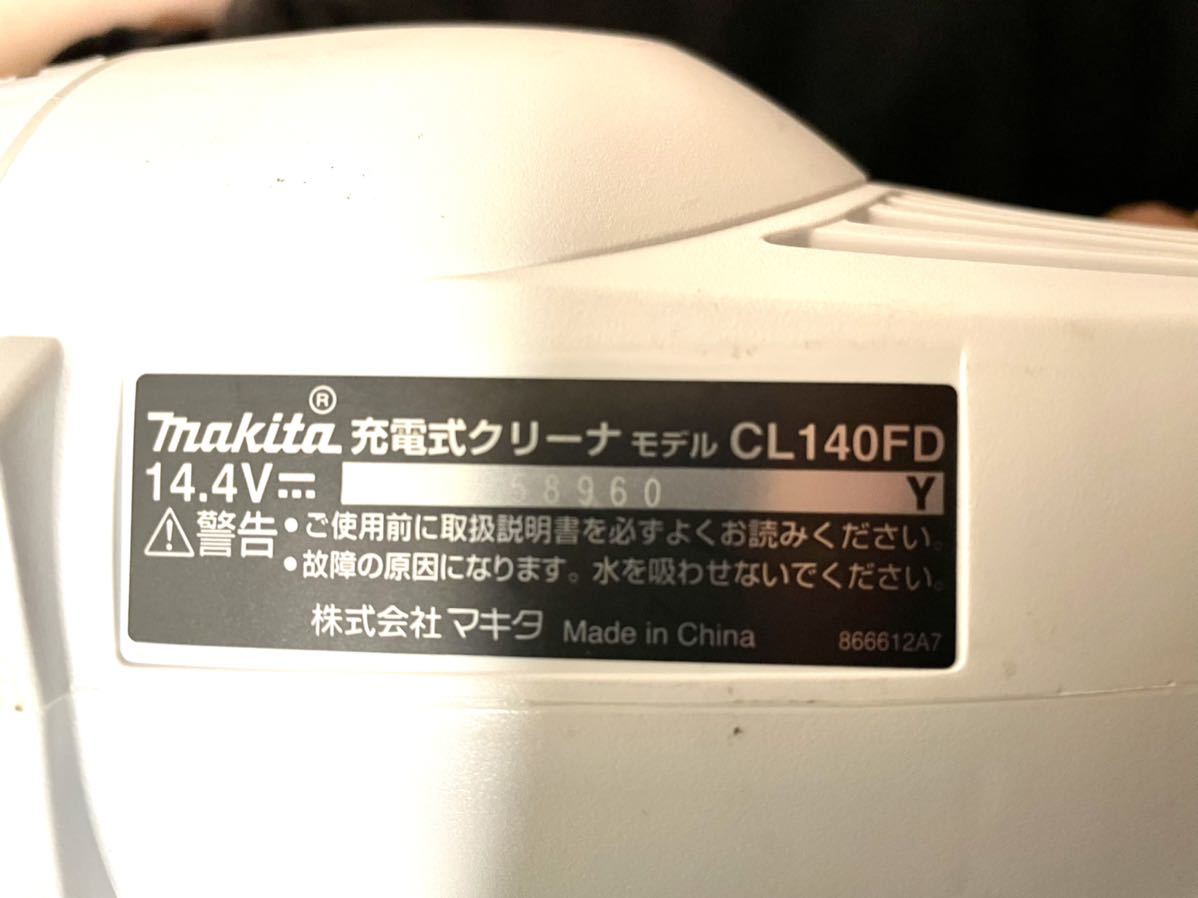 makita® 充電式クリーナ モデル CL140FD
14.4V⎓ 58960 Y
⚠警告 •ご使用前に取扱説明書を必ずよくお読みください。
•故障の原因になります。水を吸わせないでください。
株式会社マキタ Made in China 866612A7